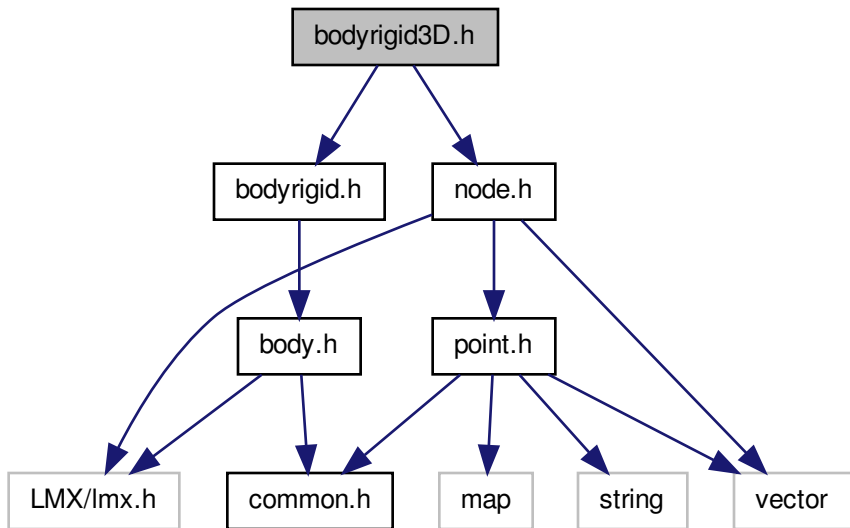 bodyrigid3D.h
bodyrigid.h
node.h
body.h
point.h
LMX/lmx.h
common.h
map
string
vector